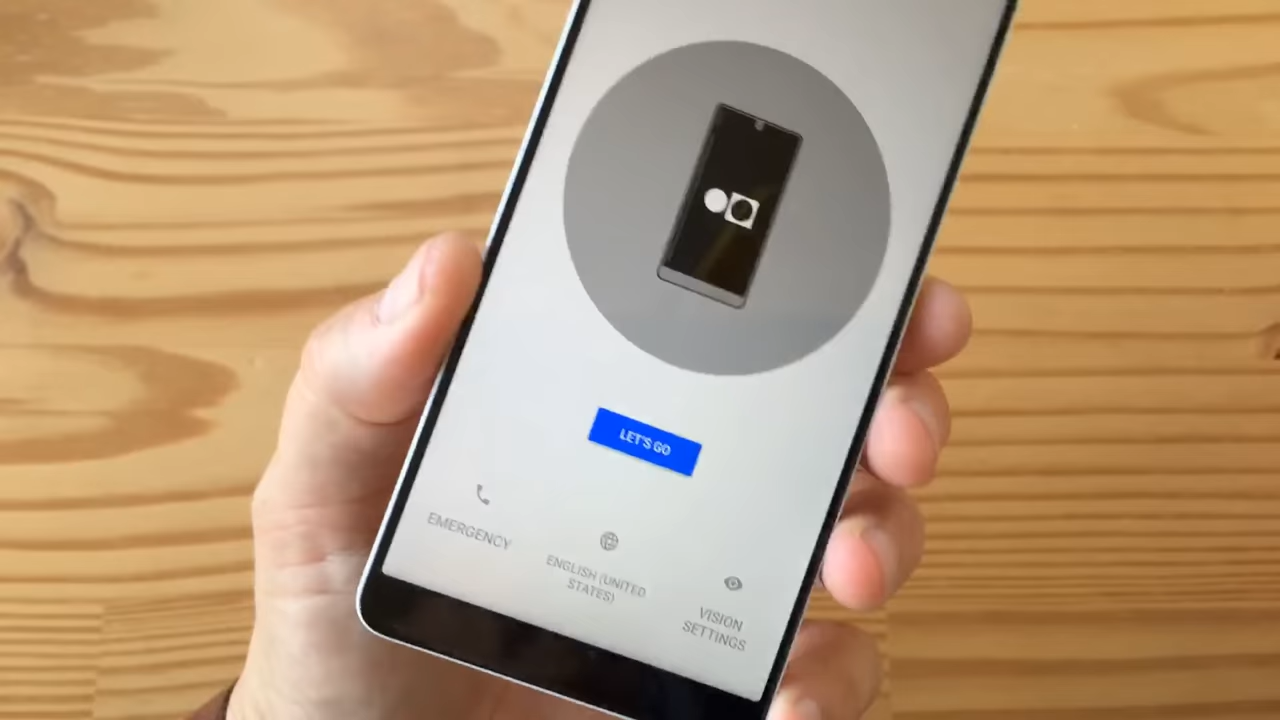 LET'S GO
EMERGENCY
ENGLISH (UNITED
STATES)
VISION
SETTINGS